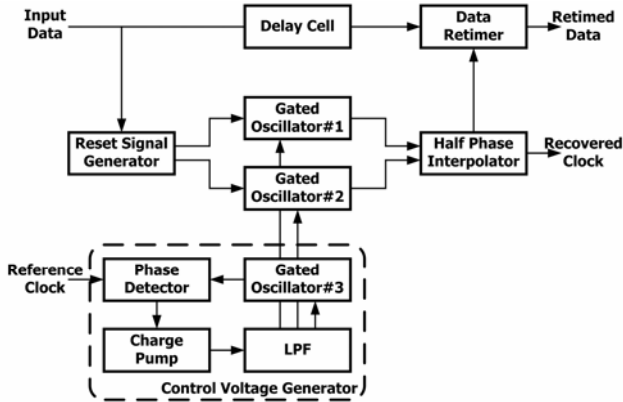 Input
Data
Delay Cell
Data
Retimer
Retimed
Data
Reset Signal
Generator
Gated
Oscillator#1
Gated
Oscillator#2
Half Phase
Interpolator
Recovered
Clock
Reference
Clock
Phase
Detector
Gated
Oscillator#3
Charge
Pump
LPF
Control Voltage Generator